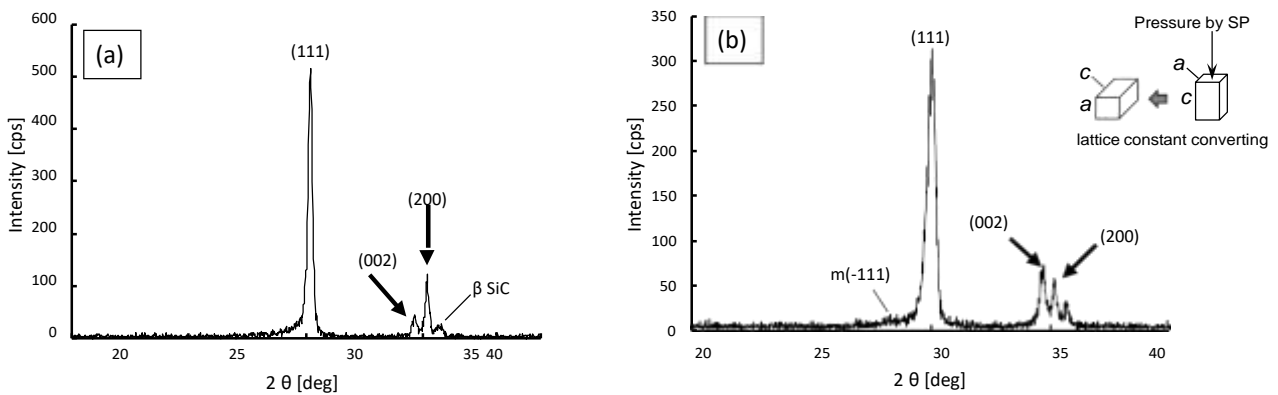 (a)
600
500
400
300
200
100
0
Intensity [cps]
(111)
(200)
(002)
β SiC
20 25 30 35 40
2 θ [deg]
(b)
350
300
250
200
150
100
50
0
Intensity [cps]
(111)
(002)
(200)
m(-111)
20 25 30 35 40
2 θ [deg]
Pressure by SP
a
c
c
a
lattice constant converting